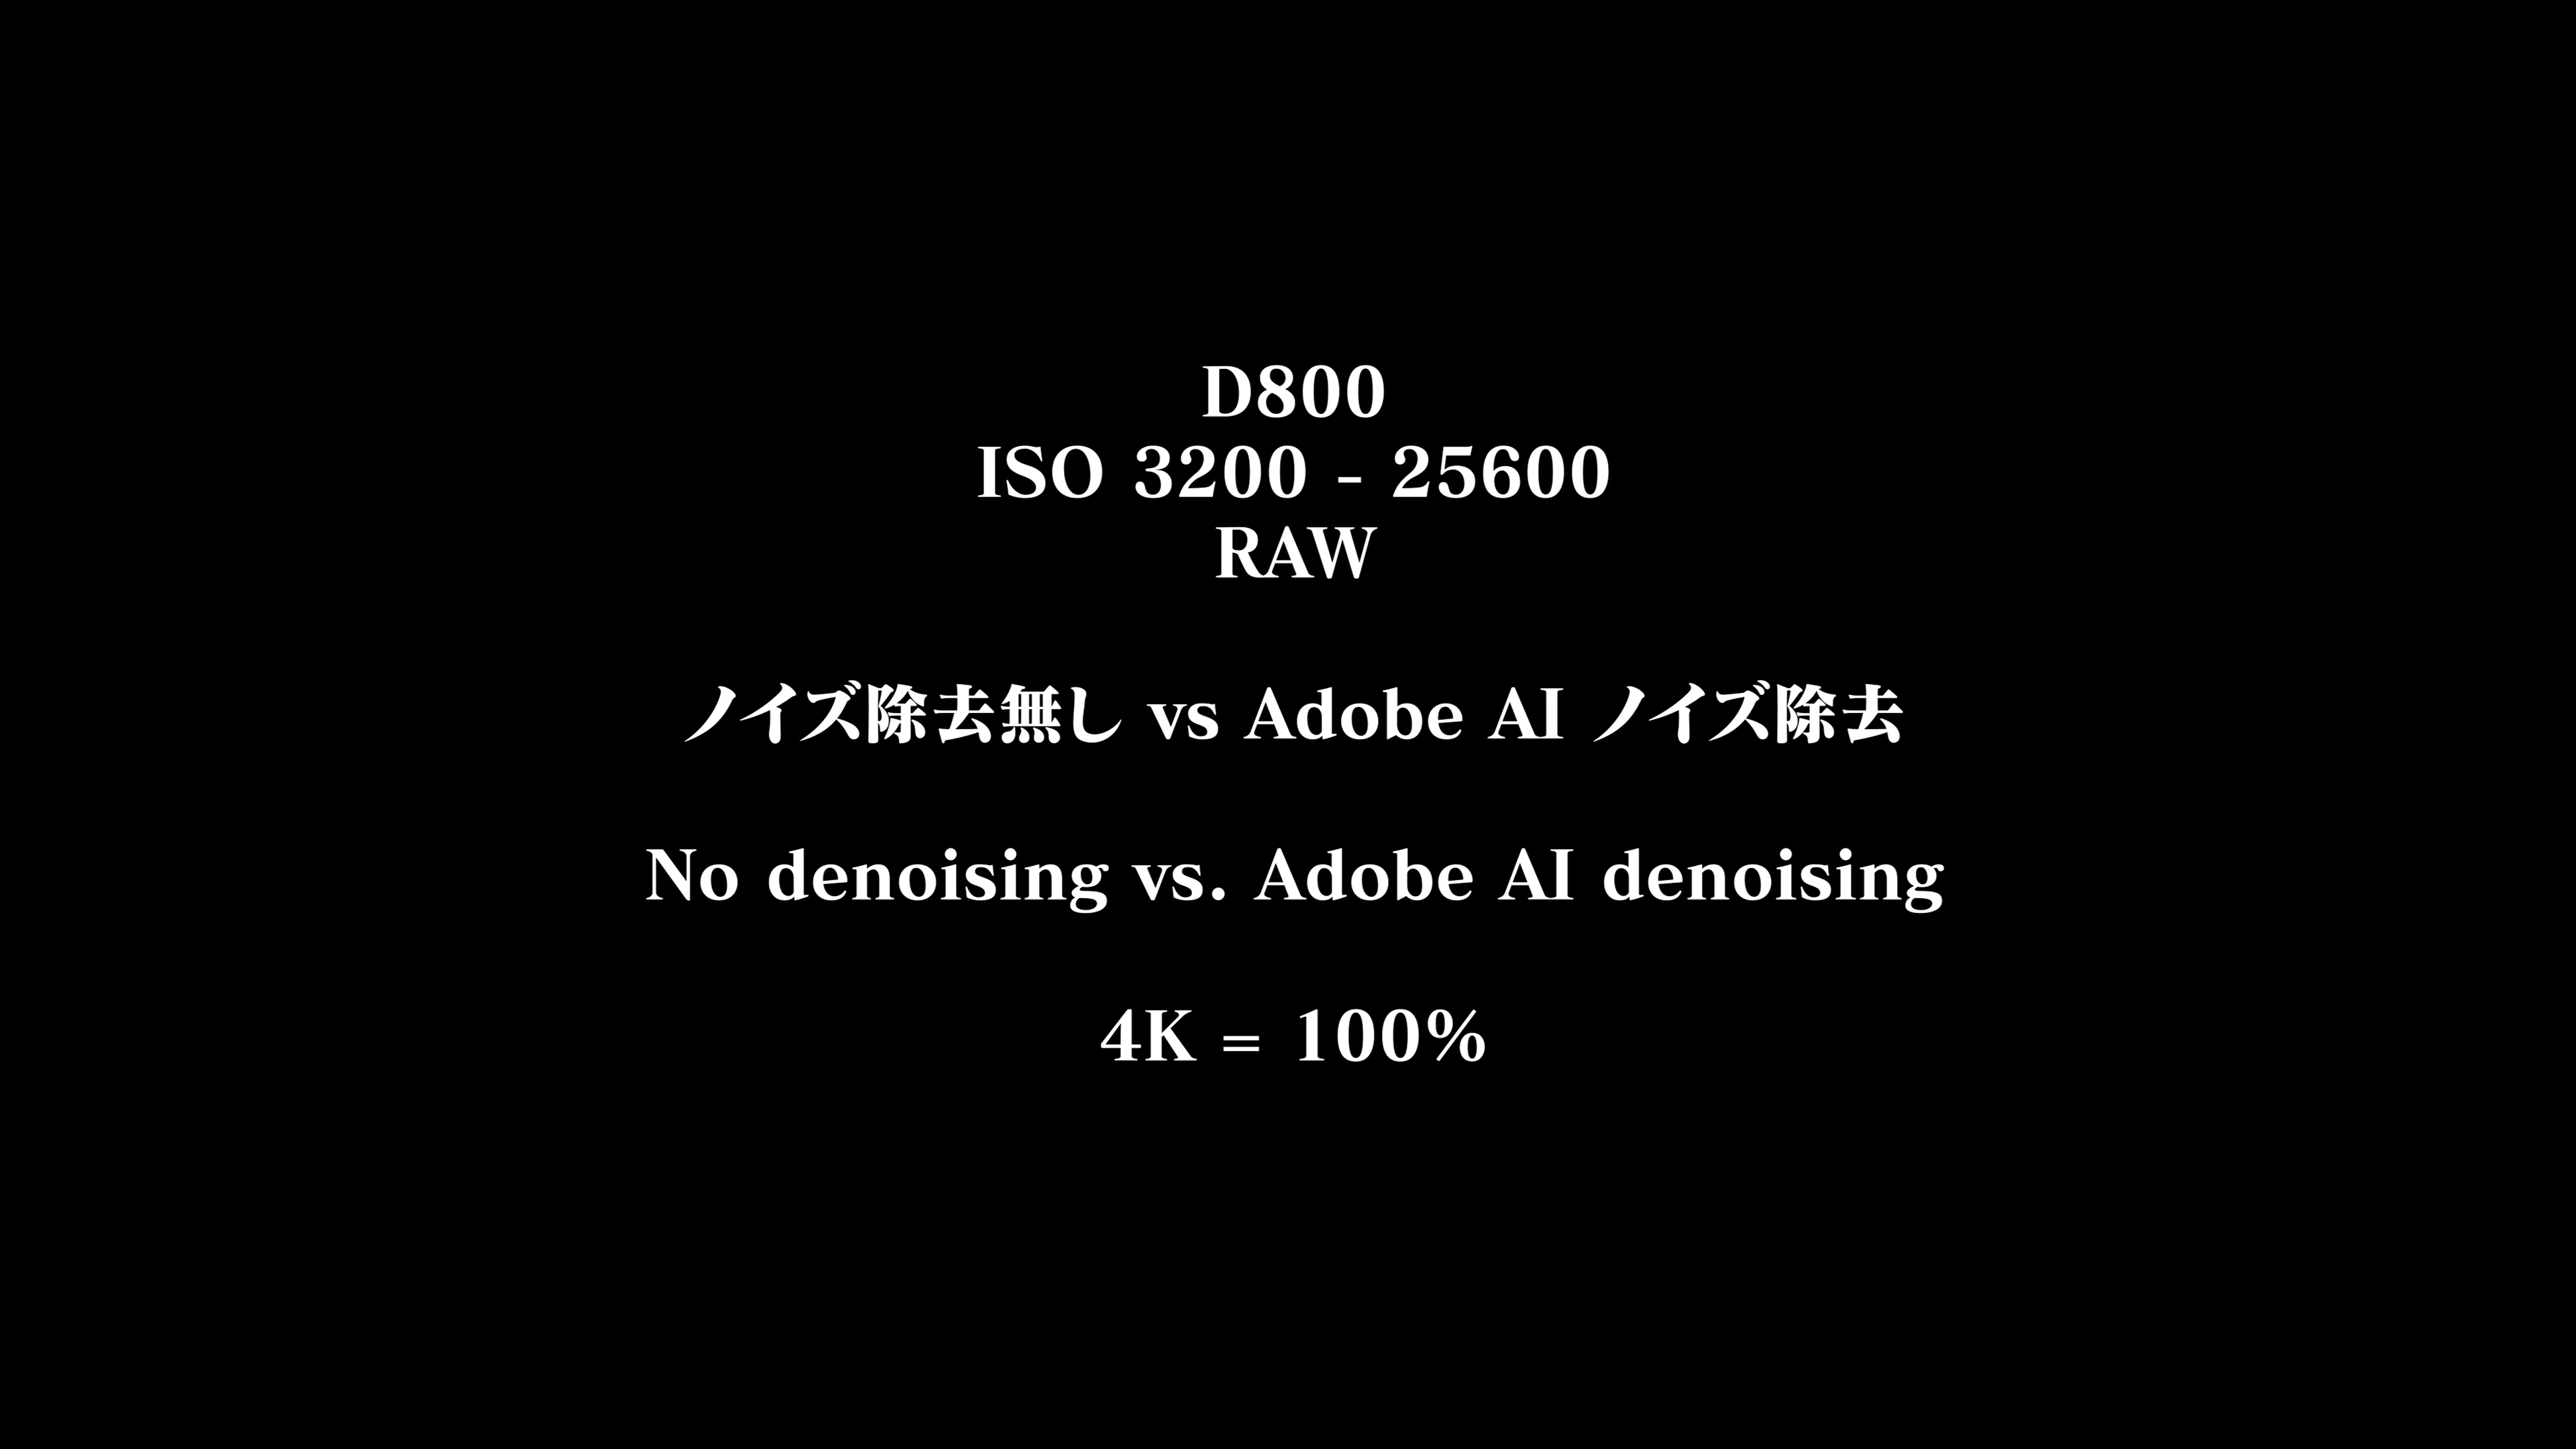 D800
ISO 3200 - 25600
RAW
ノイズ除去無し vs Adobe AI ノイズ除去
No denoising vs. Adobe AI denoising
4K = 100%